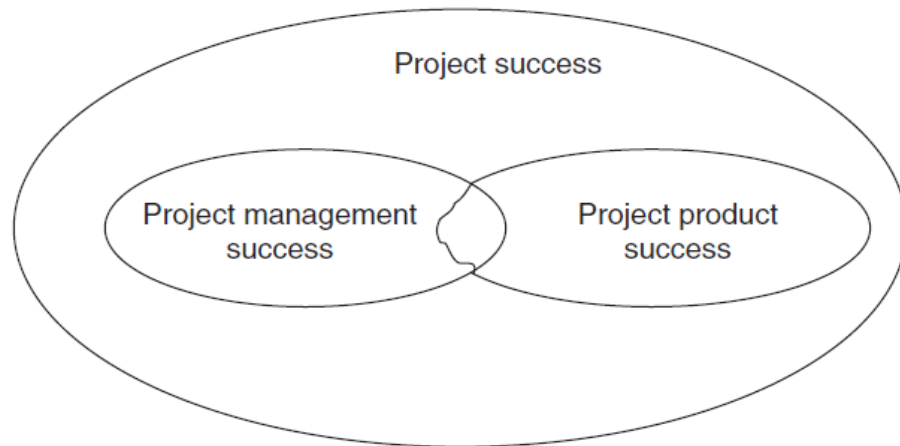 Project success
Project management
success
Project product
success